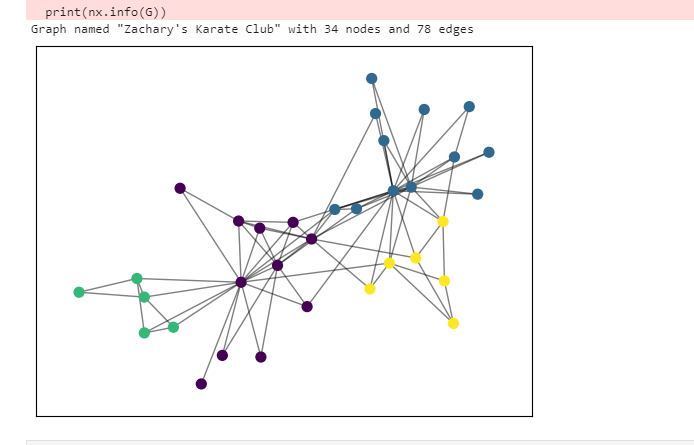 print(nx.info(G))
Graph named "Zachary's Karate Club" with 34 nodes and 78 edges